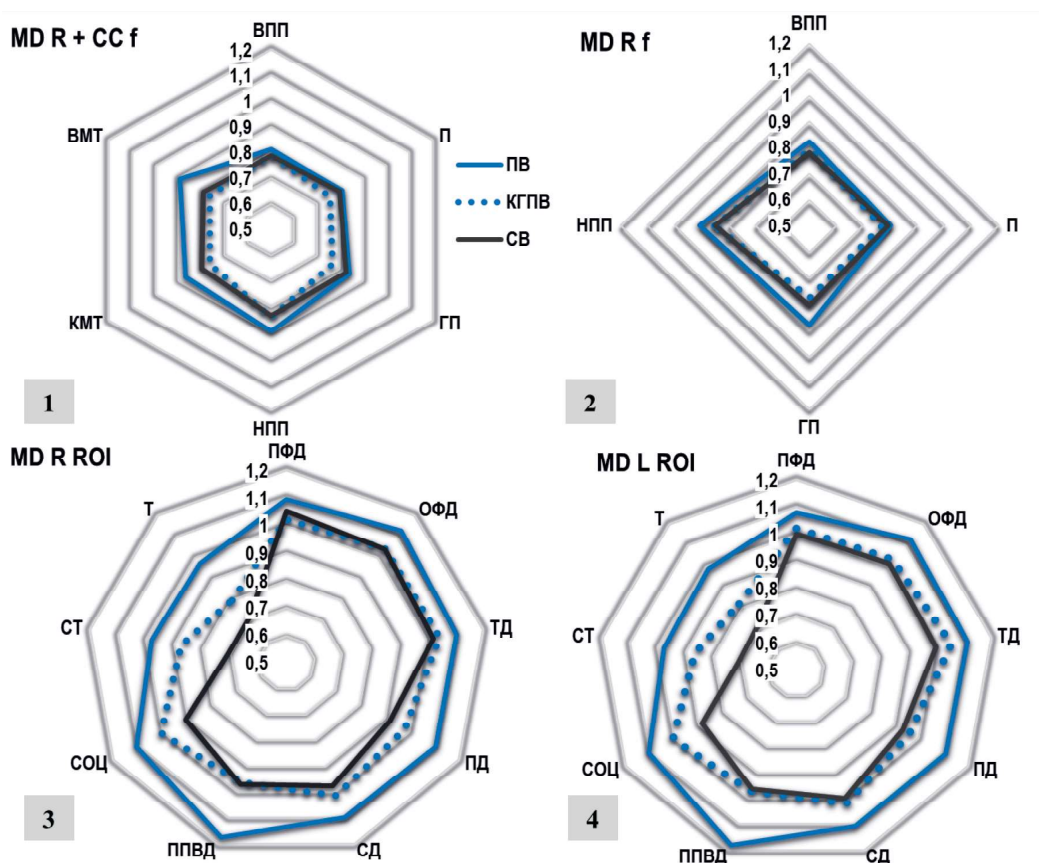 MD R + CC f
ВПП
1,2
1,1
1
0,9
0,8
0,7
0,6
0,5
П
ГП
НПП
КМТ
ВМТ
ПВ
КГПВ
СВ
1
MD R f
ВПП
1,2
1,1
1
0,9
0,8
0,7
0,6
0,5
П
ГП
НПП
2
MD R ROI
ПФД
1,2
1,1
1
0,9
0,8
0,7
0,6
0,5
ОФД
ТД
ПД
СД
ППВД
СОЦ
СТ
Т
3
MD L ROI
ПФД
1,2
1,1
1
0,9
0,8
0,7
0,6
0,5
ОФД
ТД
ПД
СД
ППВД
СОЦ
СТ
Т
4